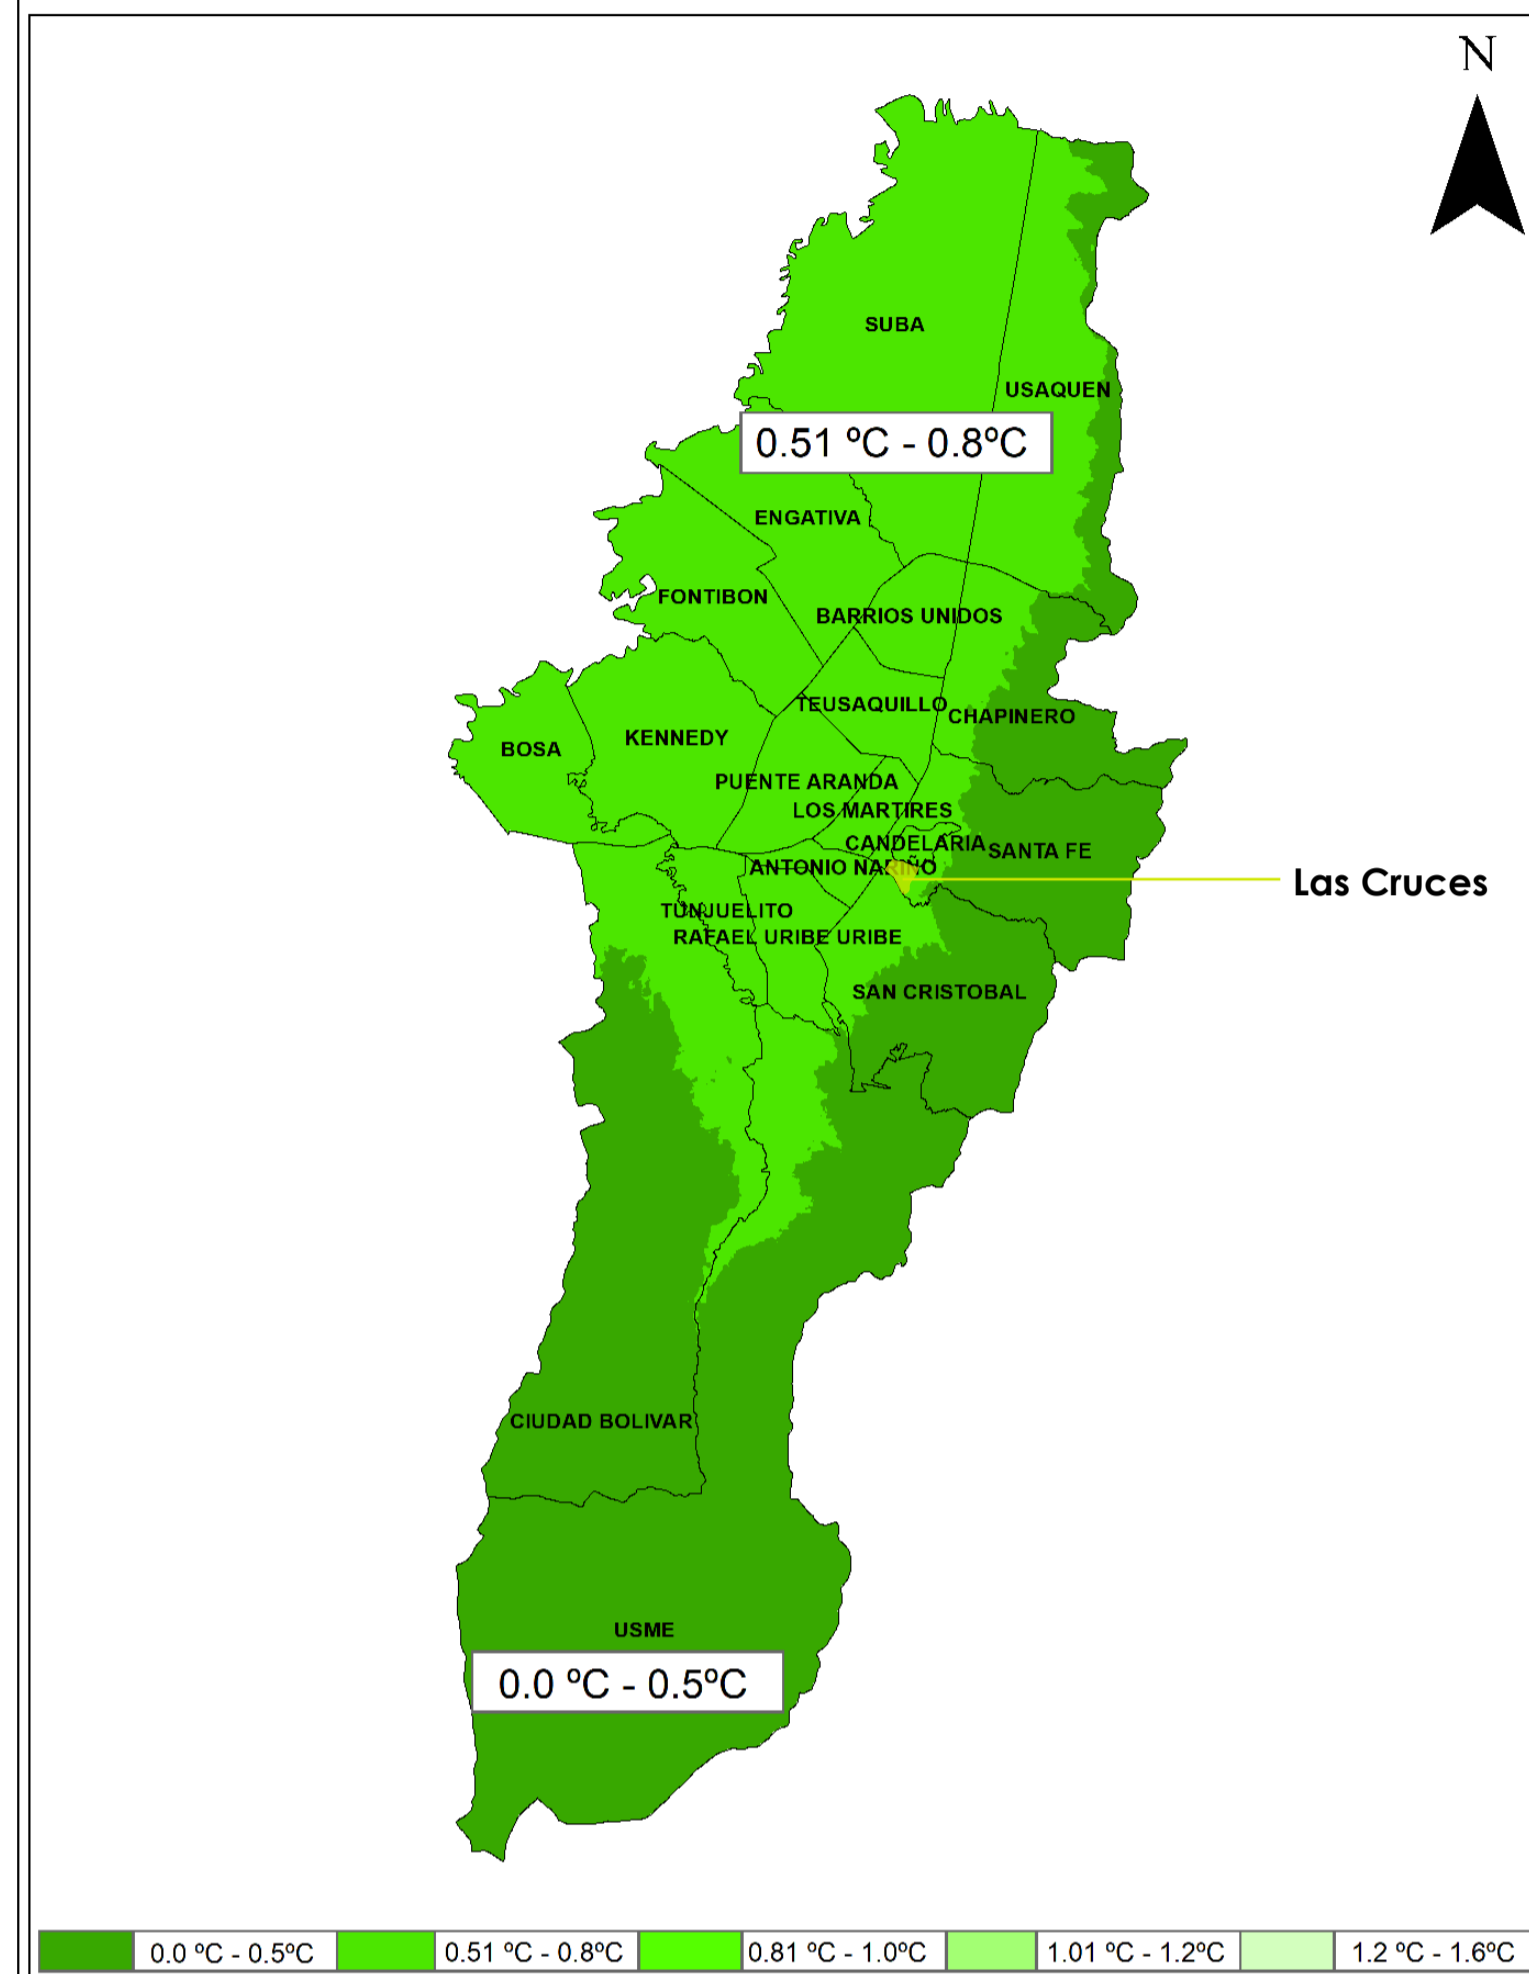 N
SUBA
USAQUEN
0.51 ºC - 0.8ºC
ENGATIVA
FONTIBON
BARRIOS UNIDOS
TEUSAQUILLO
CHAPINERO
BOSA
KENNEDY
PUENTE ARANDA
LOS MARTIRES
CANDELARIA
SANTA FE
ANTONIO NARIÑO
Las Cruces
TUNJUELITO
RAFAEL URIBE URIBE
SAN CRISTOBAL
CIUDAD BOLIVAR
USME
0.0 ºC - 0.5ºC
0.0 ºC - 0.5ºC 0.51 ºC - 0.8ºC 0.81 ºC - 1.0ºC 1.01 ºC - 1.2ºC 1.2 ºC - 1.6ºC